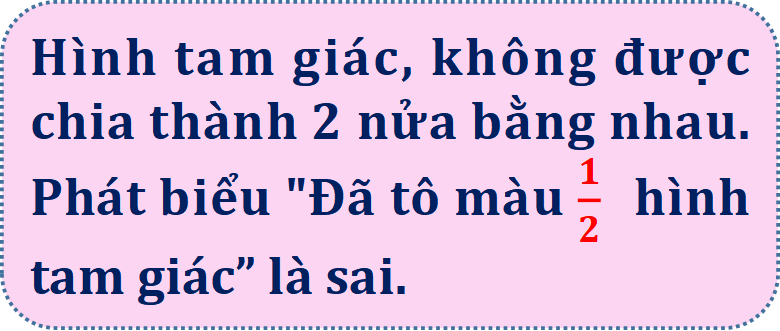 Hình tam giác, không được
chia thành 2 nửa bằng nhau.
Phát biểu "Đã tô màu 1/2 hình
tam giác” là sai.